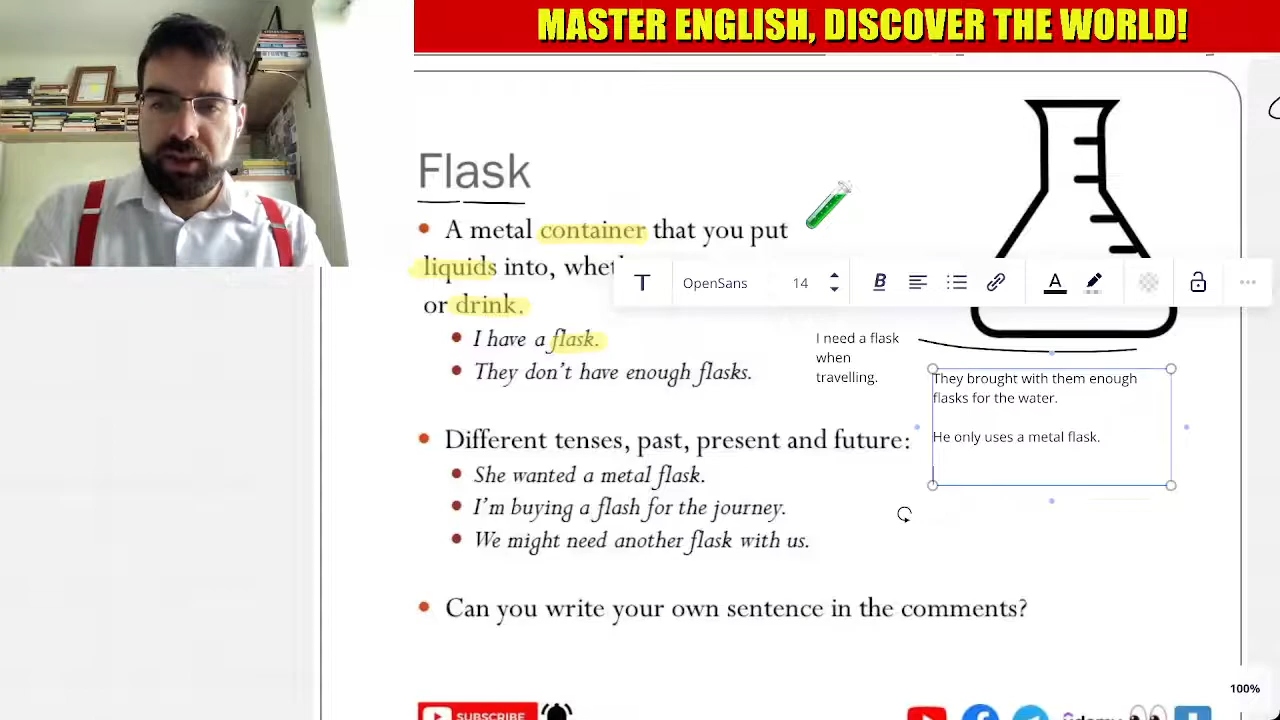 MASTER ENGLISH, DISCOVER THE WORLD!
Flask
A metal container that you put
liquids into,
or drink.
I have a flask.
They don't have enough flasks.
Different tenses, past, present and future:
She wanted a metal flask.
I'm buying a flash for the journey.
We might need another flask with us.
Can you write your own sentence in the comments?
T OpenSans 14 B A
I need a flask
when
travelling.
They brought with them enough
flasks for the water.
He only uses a metal flask.
100%
SUBSCRIBE